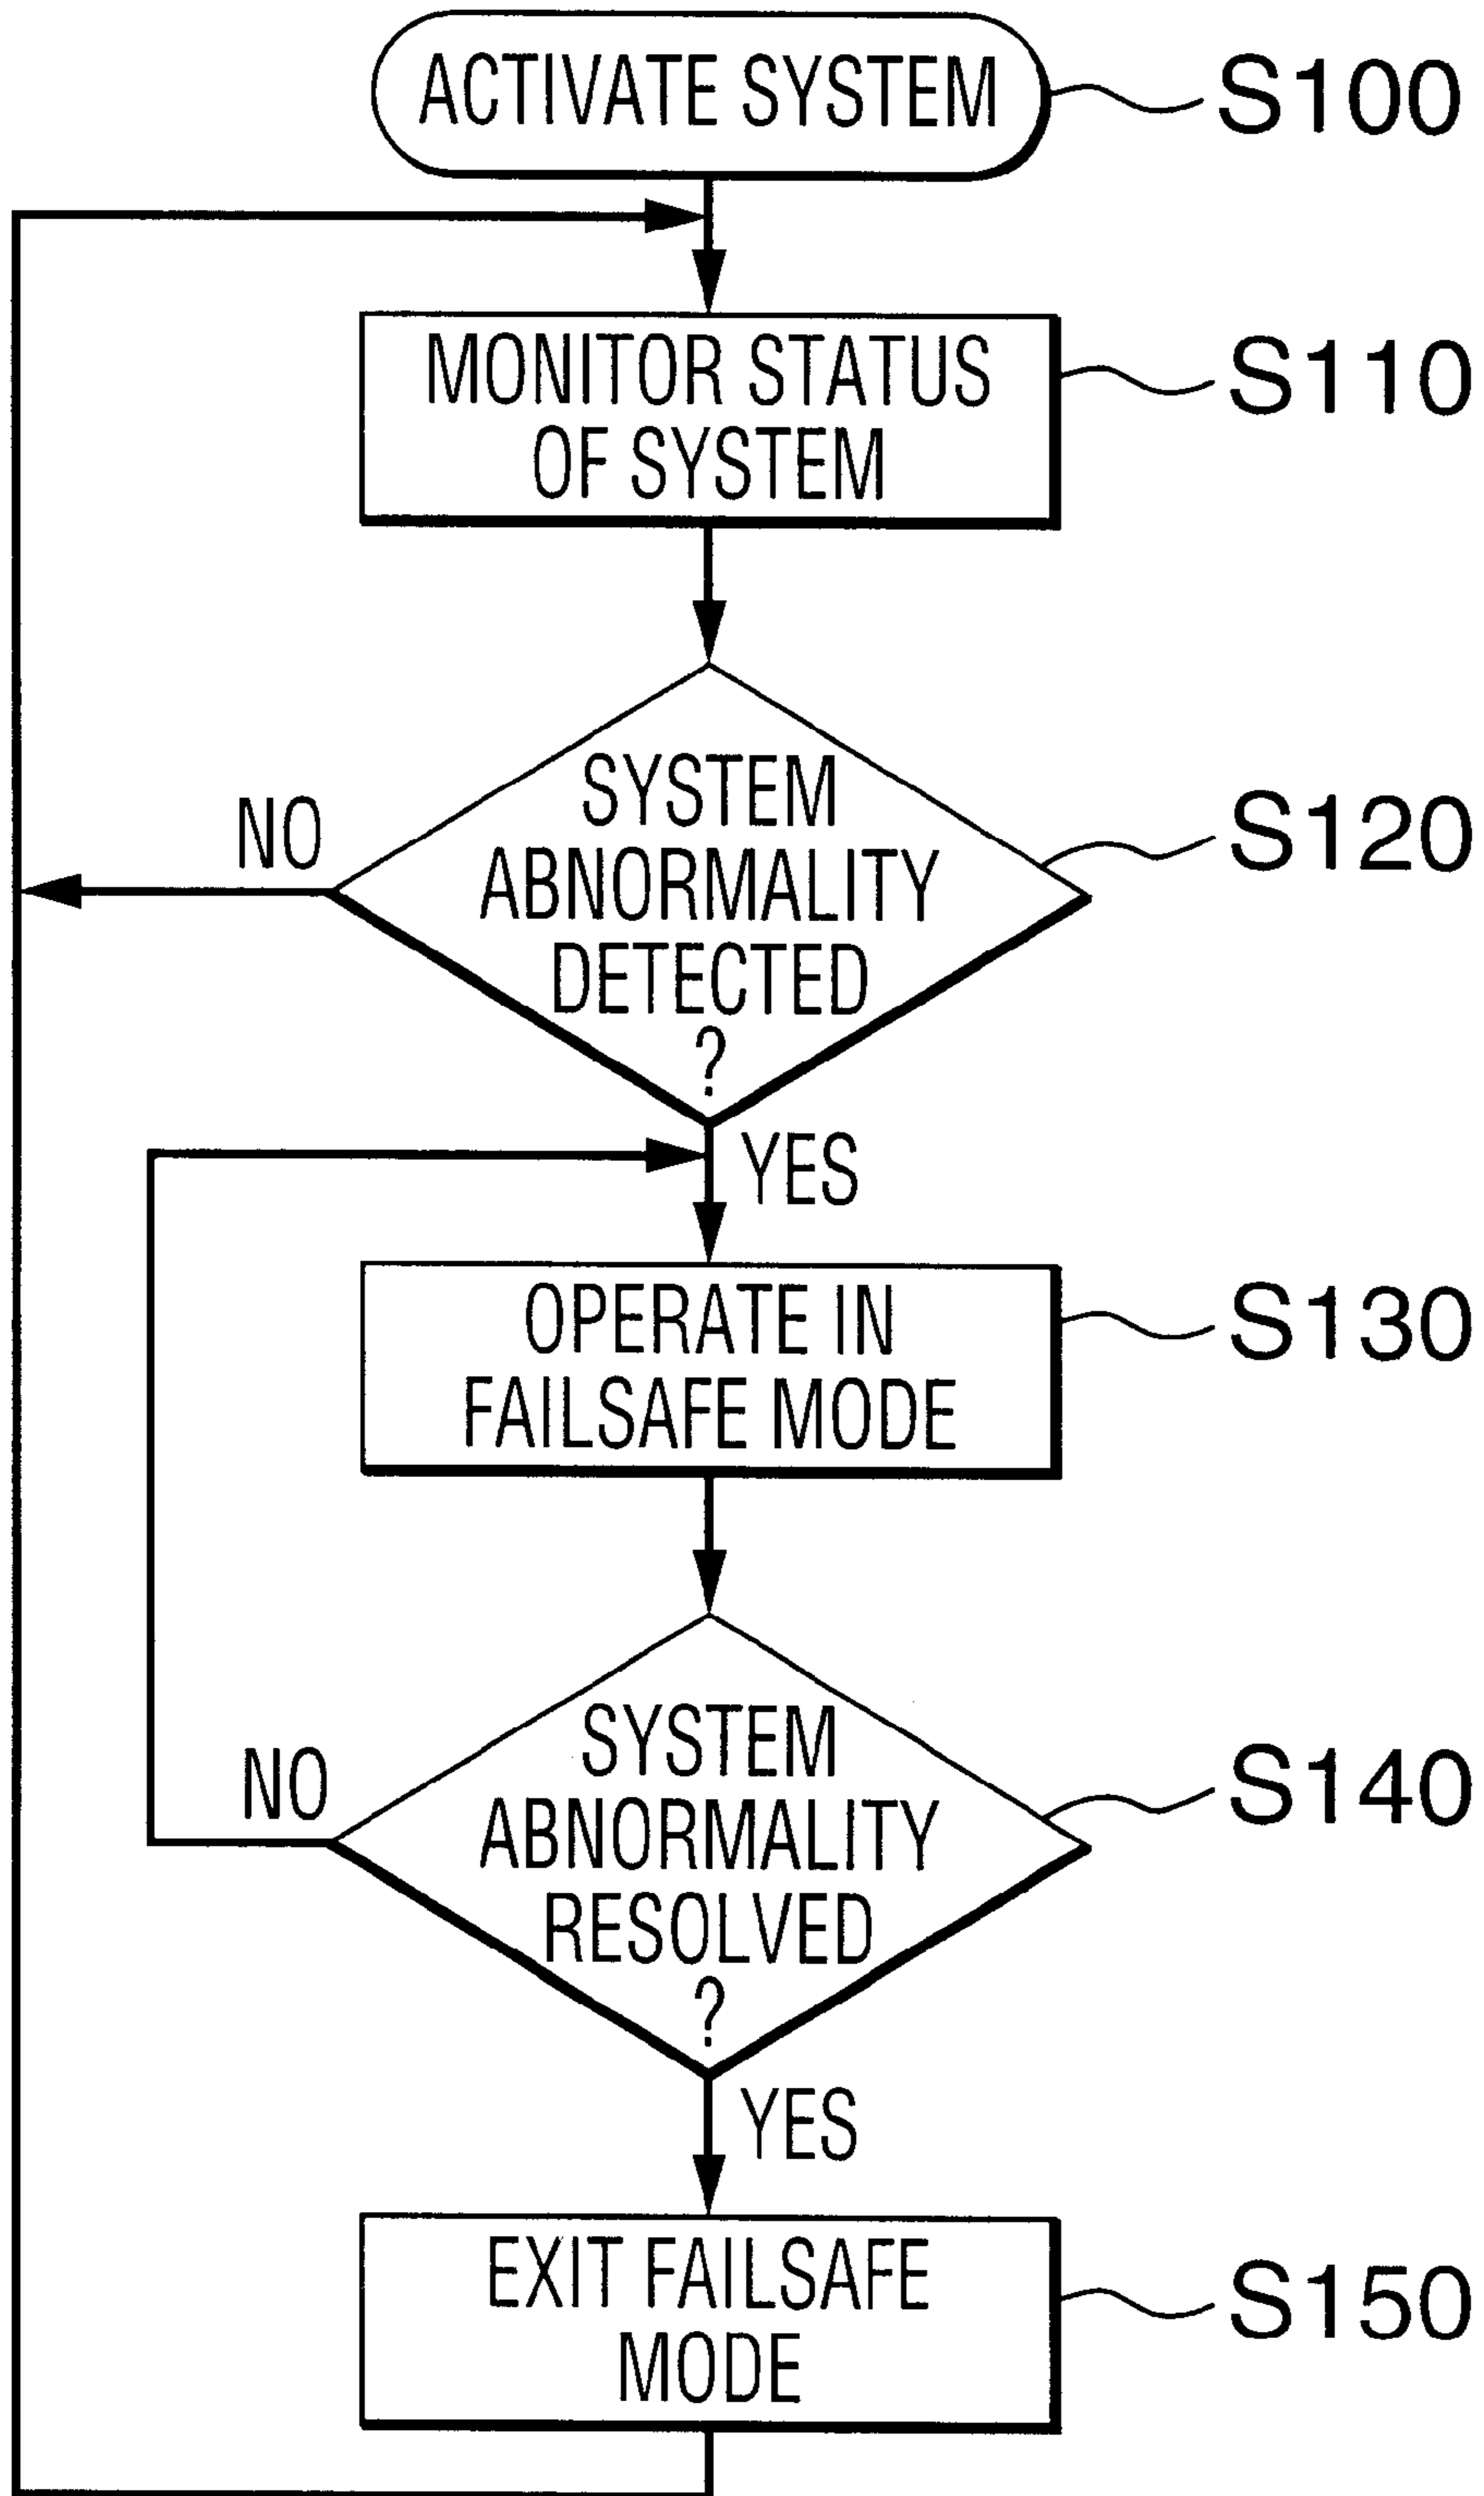 ACTIVATE SYSTEM
S100
MONITOR STATUS
OF SYSTEM
S110
SYSTEM
ABNORMALITY
DETECTED
?
S120
NO
YES
OPERATE IN
FAILSAFE MODE
S130
SYSTEM
ABNORMALITY
RESOLVED
?
S140
NO
YES
EXIT FAILSAFE
MODE
S150